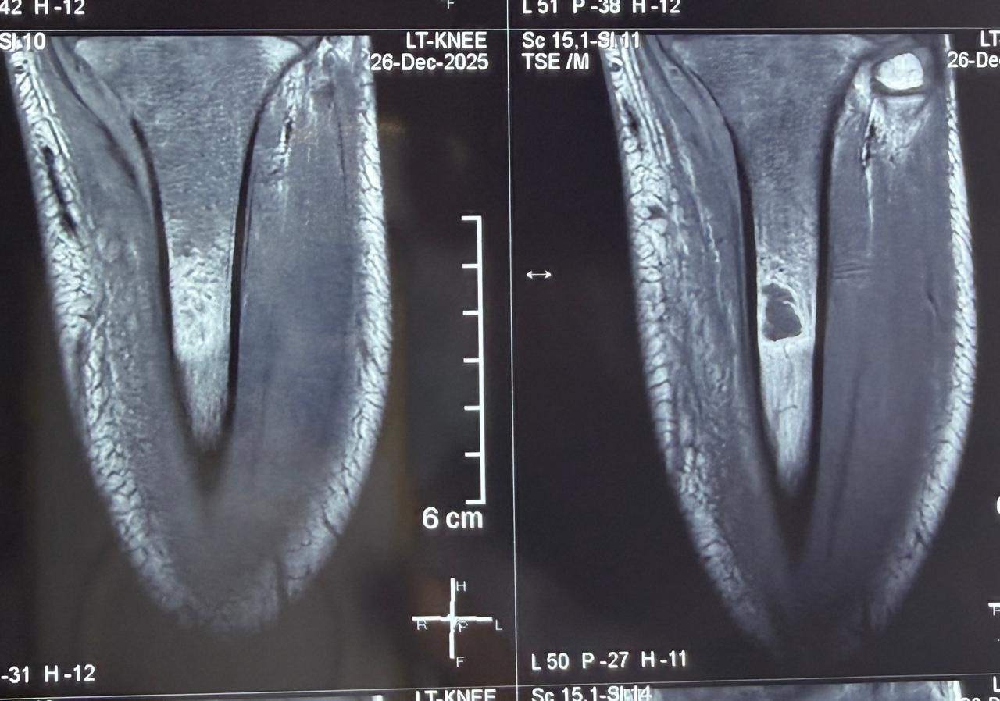 42 H -12
F
L 51 P -38 H -12
Sl 10
LT-KNEE
26-Dec-2025
Sc 15,1-Sl 11
TSE /M
LT-
26-De
6 cm
H
R P L
F
-31 H -12
L 50 P -27 H -11
LT-KNEE
Sc 15,1-Sl 14